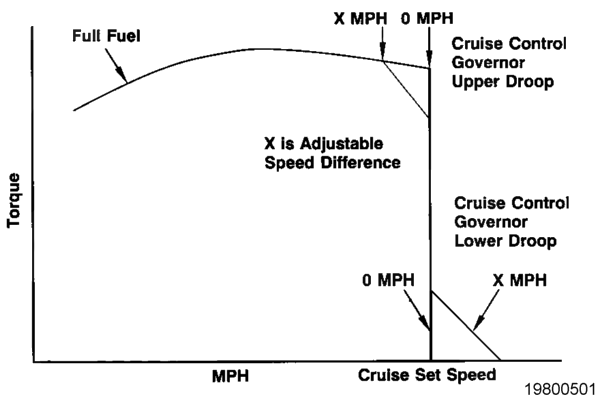 X MPH
0 MPH
Full Fuel
Cruise Control
Governor
Upper Droop
X is Adjustable
Speed Difference
Torque
Cruise Control
Governor
Lower Droop
0 MPH
X MPH
MPH
Cruise Set Speed
19800501